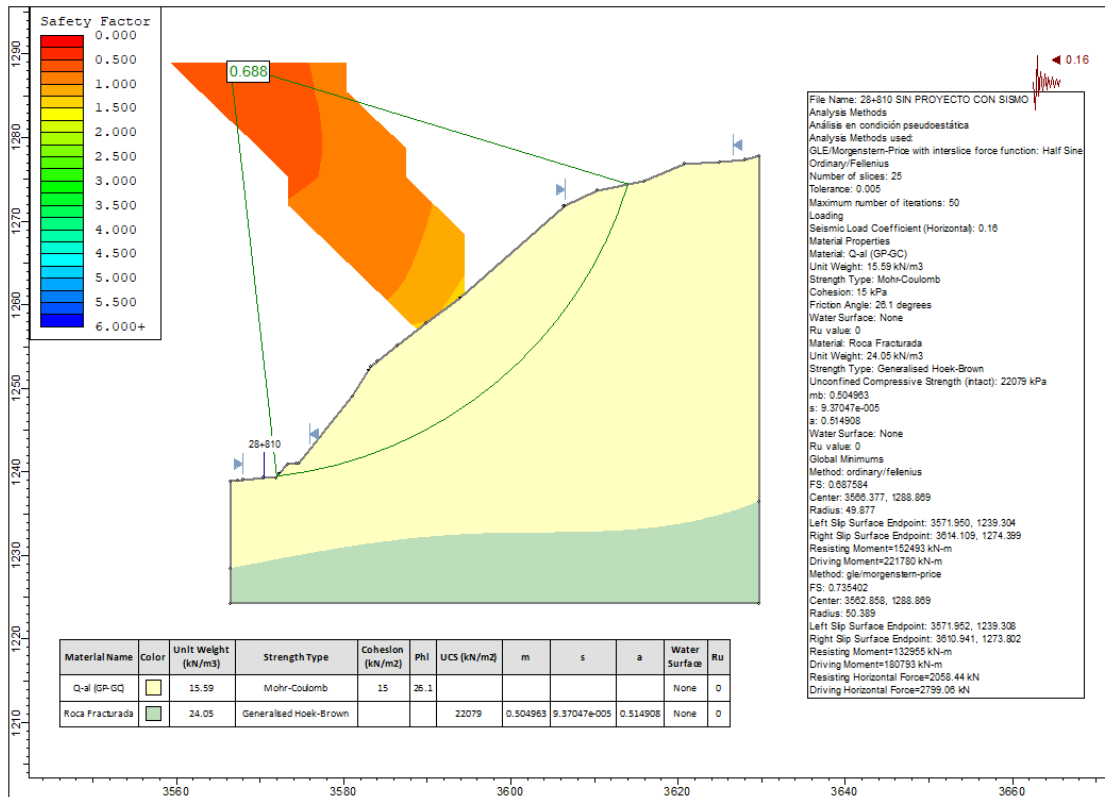 Safety Factor
0.000
0.500
1.000
1.500
2.000
2.500
3.000
3.500
4.000
4.500
5.000
5.500
6.000+
0.688
0.16
28+810
1290
1280
1270
1260
1250
1240
1230
1220
1210
3560
3580
3600
3620
3640
3660
File Name: 28+810 SIN PROYECTO CON SISMO
Analysis Methods
Análisis en condición pseudoestática
Analysis Methods used:
GLE/Morgenstern-Price with interslice force function: Half Sine
Ordinary/Fellenius
Number of slices: 25
Tolerance: 0.005
Maximum number of iterations: 50
Loading
Seismic Load Coefficient (Horizontal): 0.16
Material Properties
Material: Q-al (GP-GC)
Unit Weight: 15.59 kN/m3
Strength Type: Mohr-Coulomb
Cohesion: 15 kPa
Friction Angle: 26.1 degrees
Water Surface: None
Ru value: 0
Material: Roca Fracturada
Unit Weight: 24.05 kN/m3
Strength Type: Generalised Hoek-Brown
Unconfined Compressive Strength (intact): 22079 kPa
mb: 0.504963
s: 9.37047e-005
a: 0.514908
Water Surface: None
Ru value: 0
Global Minimums
Method: ordinary/fellenius
FS: 0.687584
Center: 3566.377, 1288.869
Radius: 49.877
Left Slip Surface Endpoint: 3571.950, 1239.304
Right Slip Surface Endpoint: 3614.109, 1274.399
Resisting Moment=152493 kN-m
Driving Moment=221780 kN-m
Method: gle/morgenstern-price
FS: 0.735402
Center: 3562.858, 1288.869
Radius: 50.389
Left Slip Surface Endpoint: 3571.952, 1239.308
Right Slip Surface Endpoint: 3610.941, 1273.802
Resisting Moment=132955 kN-m
Driving Moment=180793 kN-m
Resisting Horizontal Force=2058.44 kN
Driving Horizontal Force=2799.06 kN
Material Name Color Unit Weight (kN/m3) Strength Type Cohesion (kN/m2) Phi UCS (kN/m2) m s a Water Surface Ru
Q-al (GP-GC) 15.59 Mohr-Coulomb 15 26.1 None 0
Roca Fracturada 24.05 Generalised Hoek-Brown 22079 0.504963 9.37047e-005 0.514908 None 0